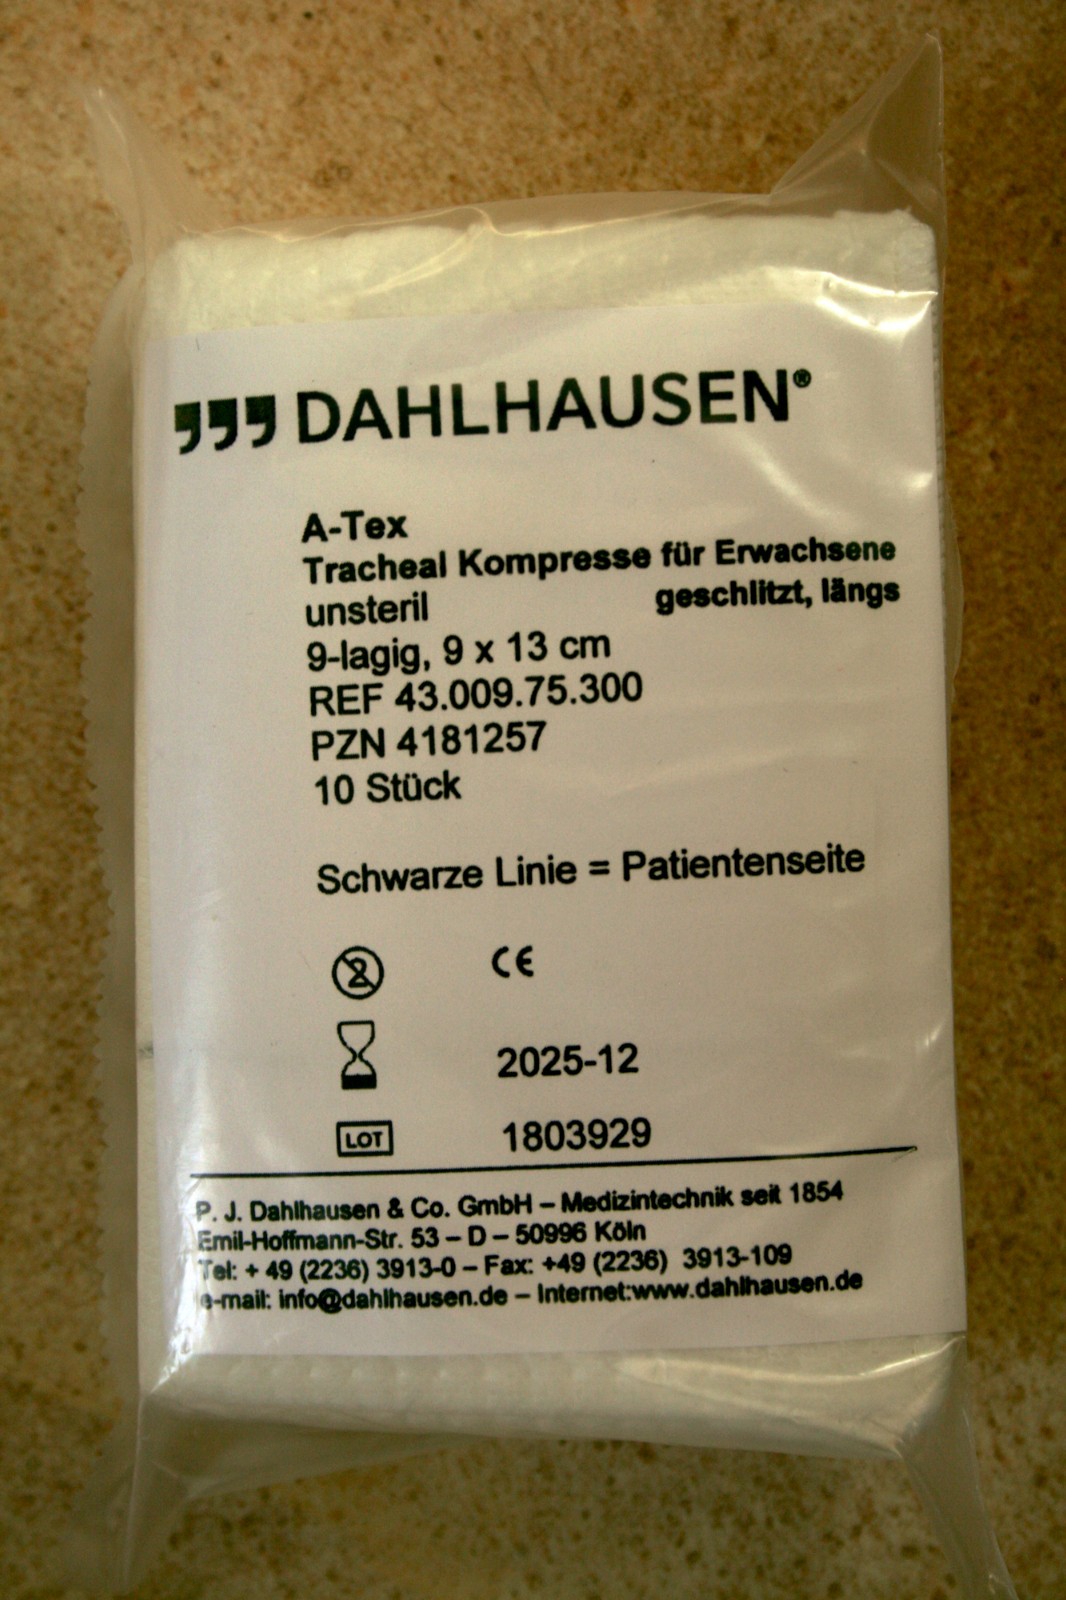 DAHLHAUSEN®
A-Tex
Tracheal Kompresse für Erwachsene
unsteril geschlitzt, längs
9-lagig, 9 x 13 cm
REF 43.009.75.300
PZN 4181257
10 Stück
Schwarze Linie = Patientenseite
2 CE
2025-12
LOT 1803929
P. J. Dahlhausen & Co. GmbH – Medizintechnik seit 1854
Emil-Hoffmann-Str. 53 – D – 50996 Köln
Tel: + 49 (2236) 3913-0 – Fax: +49 (2236) 3913-109
e-mail: info@dahlhausen.de – Internet:www.dahlhausen.de